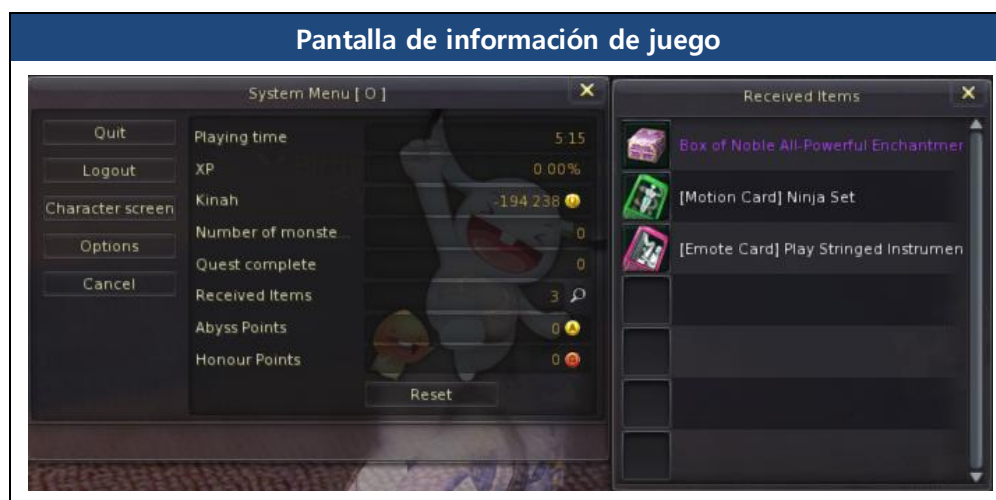 Pantalla de información de juego
System Menu [ O ]
Quit
Logout
Character screen
Options
Cancel
Playing time 5:15
XP 0.00%
Kinah -194 238
Number of monste...
0
Quest complete 0
Received Items 3
Abyss Points 0
Honour Points 0
Reset
Received Items
Box of Noble All-Powerful Enchantmer
[Motion Card] Ninja Set
[Emote Card] Play Stringed Instrumen